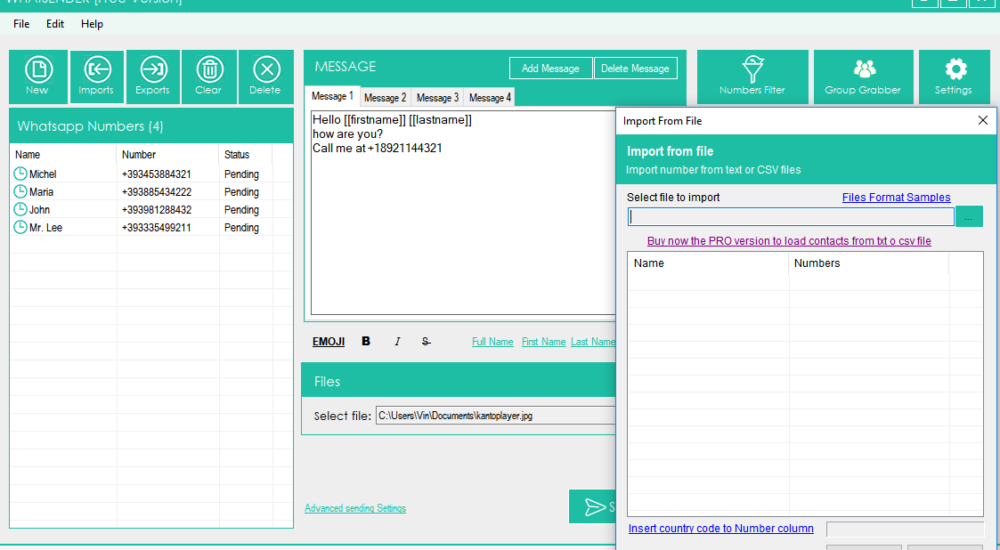 WHATSENDER [Free Version]
File Edit Help
New Imports Exports Clear Delete
MESSAGE Add Message Delete Message
Numbers Filter Group Grabber Settings
Message 1 Message 2 Message 3 Message 4
Hello [[firstname]] [[lastname]]
how are you?
Call me at +18921144321
Whatsapp Numbers (4)
Name Number Status
Michel +393453884321 Pending
Maria +393885434222 Pending
John +393981288432 Pending
Mr. Lee +393335499211 Pending
EMOJI B I S Full Name First Name Last Name
Files
Select file: C:\Users\Vin\Documents\kantoplayer.jpg
Advanced sending Settings
S
Import From File
Import from file
Import number from text or CSV files
Select file to import Files Format Samples
...
Buy now the PRO version to load contacts from txt o csv file
Name Numbers
Insert country code to Number column